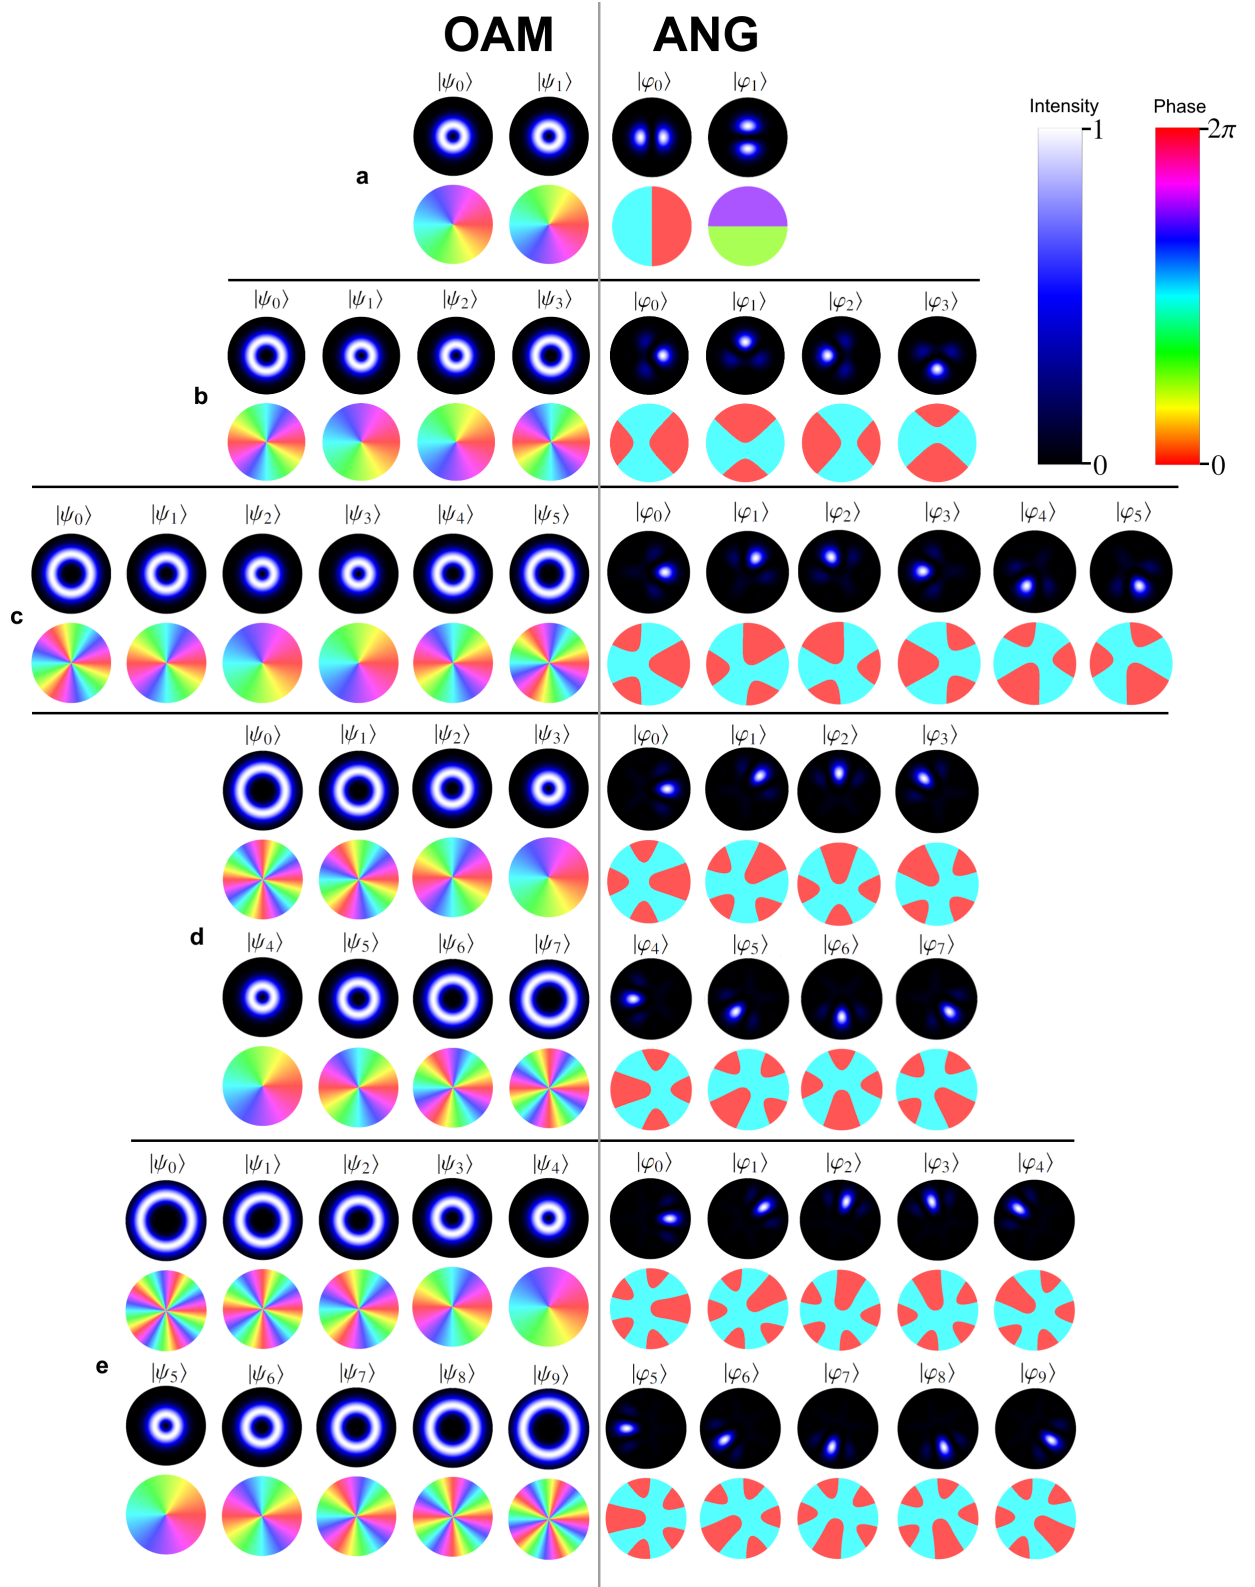 OAM ANG
|ψ₀⟩ |ψ₁⟩ |φ₀⟩ |φ₁⟩
Intensity Phase
1 2π
a
|ψ₀⟩ |ψ₁⟩ |ψ₂⟩ |ψ₃⟩ |φ₀⟩ |φ₁⟩ |φ₂⟩ |φ₃⟩
b
0 0
|ψ₀⟩ |ψ₁⟩ |ψ₂⟩ |ψ₃⟩ |ψ₄⟩ |ψ₅⟩ |φ₀⟩ |φ₁⟩ |φ₂⟩ |φ₃⟩ |φ₄⟩ |φ₅⟩
c
|ψ₀⟩ |ψ₁⟩ |ψ₂⟩ |ψ₃⟩ |φ₀⟩ |φ₁⟩ |φ₂⟩ |φ₃⟩
d
|ψ₄⟩ |ψ₅⟩ |ψ₆⟩ |ψ₇⟩ |φ₄⟩ |φ₅⟩ |φ₆⟩ |φ₇⟩
|ψ₀⟩ |ψ₁⟩ |ψ₂⟩ |ψ₃⟩ |ψ₄⟩ |φ₀⟩ |φ₁⟩ |φ₂⟩ |φ₃⟩ |φ₄⟩
e
|ψ₅⟩ |ψ₆⟩ |ψ₇⟩ |ψ₈⟩ |ψ₉⟩ |φ₅⟩ |φ₆⟩ |φ₇⟩ |φ₈⟩ |φ₉⟩